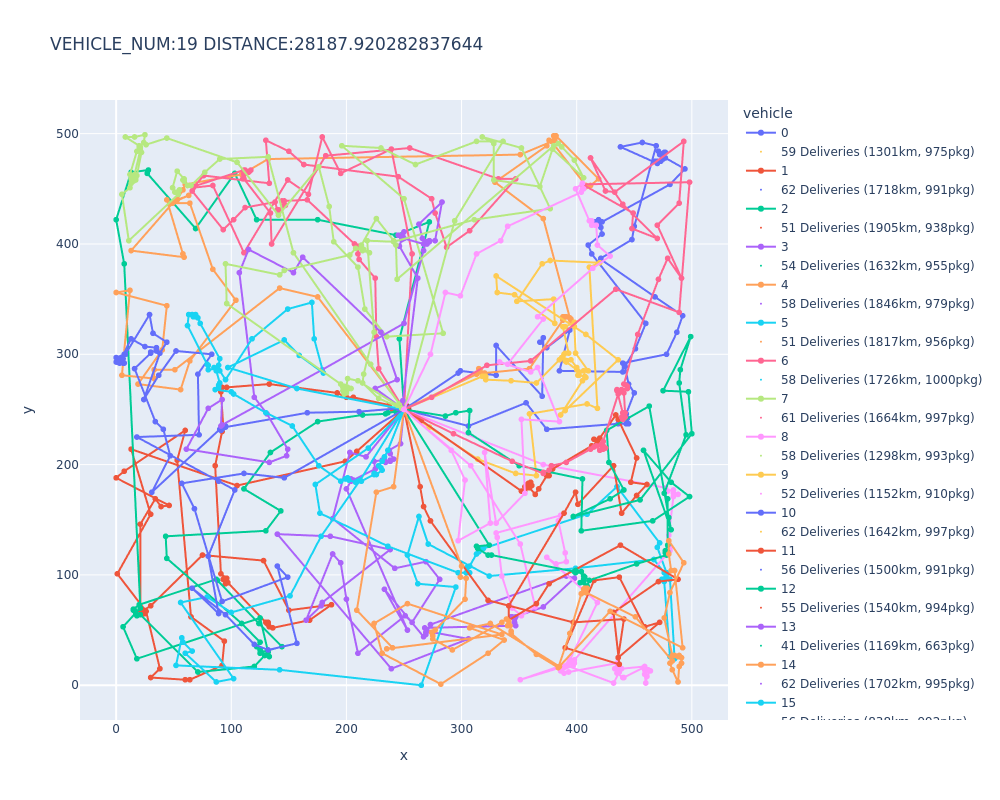 VEHICLE_NUM:19 DISTANCE:28187.920282837644
vehicle
0
59 Deliveries (1301km, 975pkg)
1
62 Deliveries (1718km, 991pkg)
2
51 Deliveries (1905km, 938pkg)
3
54 Deliveries (1632km, 955pkg)
4
58 Deliveries (1846km, 979pkg)
5
51 Deliveries (1817km, 956pkg)
6
58 Deliveries (1726km, 1000pkg)
7
61 Deliveries (1664km, 997pkg)
8
58 Deliveries (1298km, 993pkg)
9
52 Deliveries (1152km, 910pkg)
10
62 Deliveries (1642km, 997pkg)
11
56 Deliveries (1500km, 991pkg)
12
55 Deliveries (1540km, 994pkg)
13
41 Deliveries (1169km, 663pkg)
14
62 Deliveries (1702km, 995pkg)
15
500
400
300
200
100
0
y
0 100 200 300 400 500
x